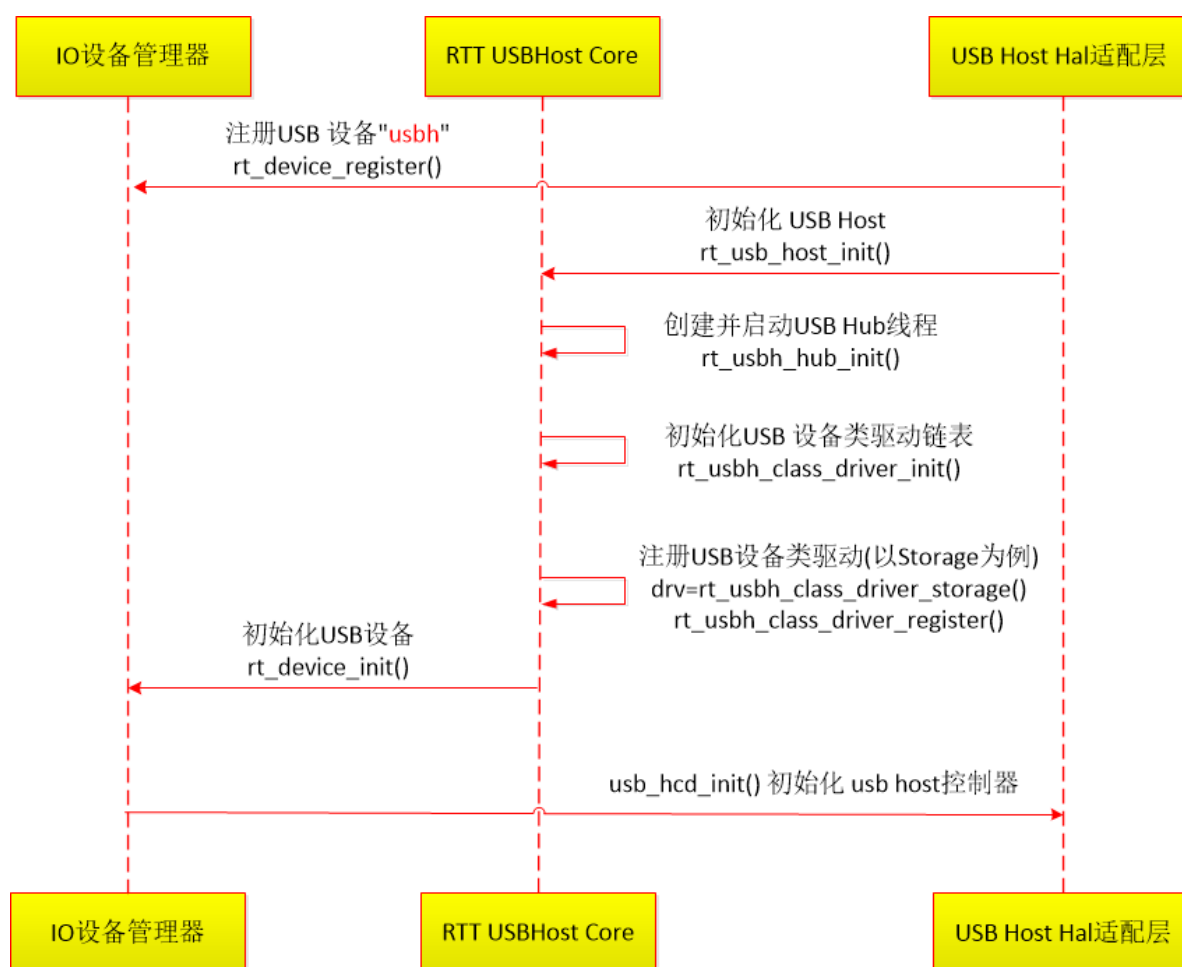 IO设备管理器
RTT USBHost Core
USB Host Hal适配层
注册USB 设备"usbh"
rt_device_register()
初始化 USB Host
rt_usb_host_init()
创建并启动USB Hub线程
rt_usbh_hub_init()
初始化USB 设备类驱动链表
rt_usbh_class_driver_init()
注册USB设备类驱动(以Storage为例)
drv=rt_usbh_class_driver_storage()
rt_usbh_class_driver_register()
初始化USB设备
rt_device_init()
usb_hcd_init() 初始化 usb host控制器
IO设备管理器
RTT USBHost Core
USB Host Hal适配层